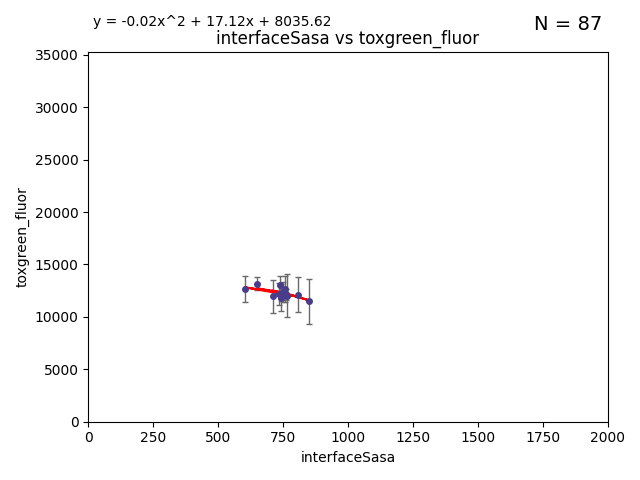 y = -0.02x^2 + 17.12x + 8035.62
N = 87
interfaceSasa vs toxgreen_fluor
35000
30000
25000
20000
15000
10000
5000
0
toxgreen_fluor
0 250 500 750 1000 1250 1500 1750 2000
interfaceSasa